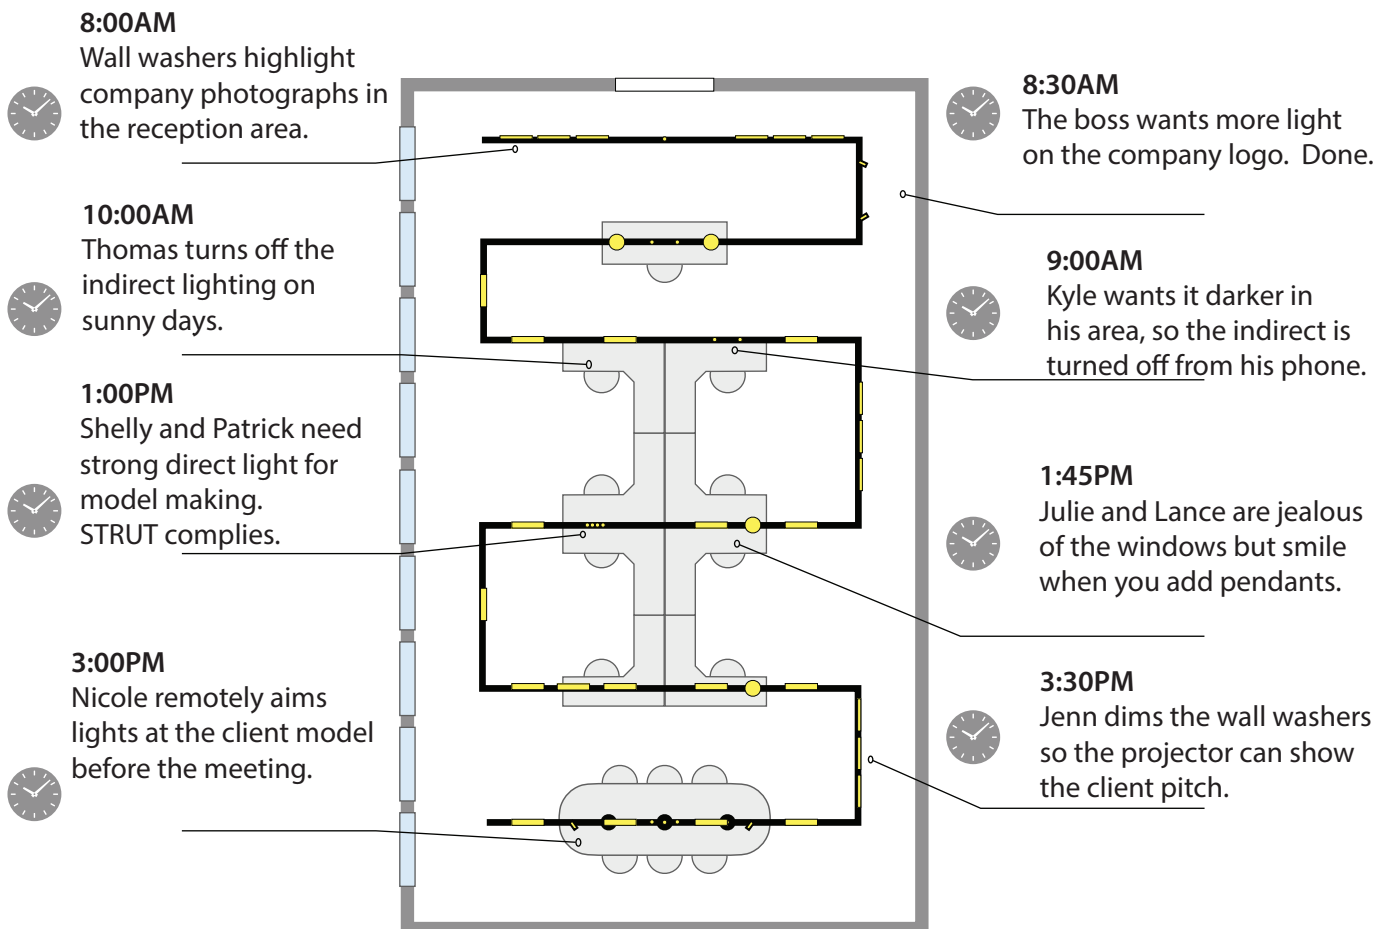 8:00AM
Wall washers highlight
company photographs in
the reception area.
8:30AM
The boss wants more light
on the company logo.  Done.
10:00AM
Thomas turns off the
indirect lighting on
sunny days.
9:00AM
Kyle wants it darker in
his area, so the indirect is
turned off from his phone.
1:00PM
Shelly and Patrick need
strong direct light for
model making.
STRUT complies.
1:45PM
Julie and Lance are jealous
of the windows but smile
when you add pendants.
3:00PM
Nicole remotely aims
lights at the client model
before the meeting.
3:30PM
Jenn dims the wall washers
so the projector can show
the client pitch.